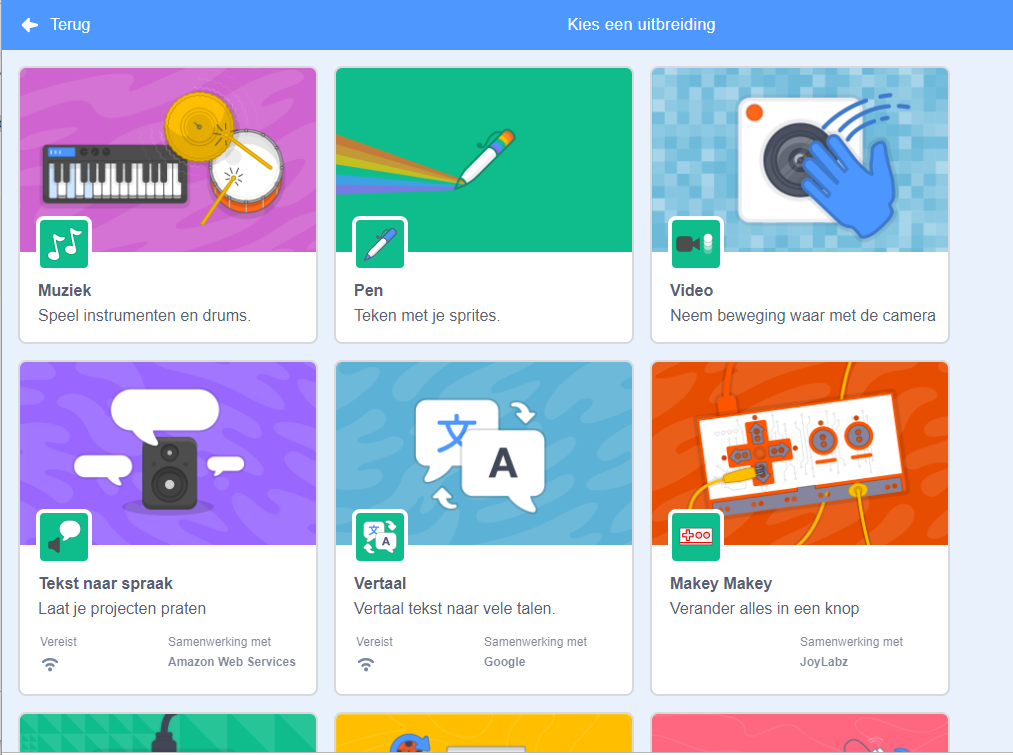 Terug
Kies een uitbreiding
Muziek
Speel instrumenten en drums.
Pen
Teken met je sprites.
Video
Neem beweging waar met de camera
文
A
文
A
Tekst naar spraak
Laat je projecten praten
Vereist
Samenwerking met
Amazon Web Services
Vertaal
Vertaal tekst naar vele talen.
Vereist
Samenwerking met
Google
Makey Makey
Verander alles in een knop
Samenwerking met
JoyLabz